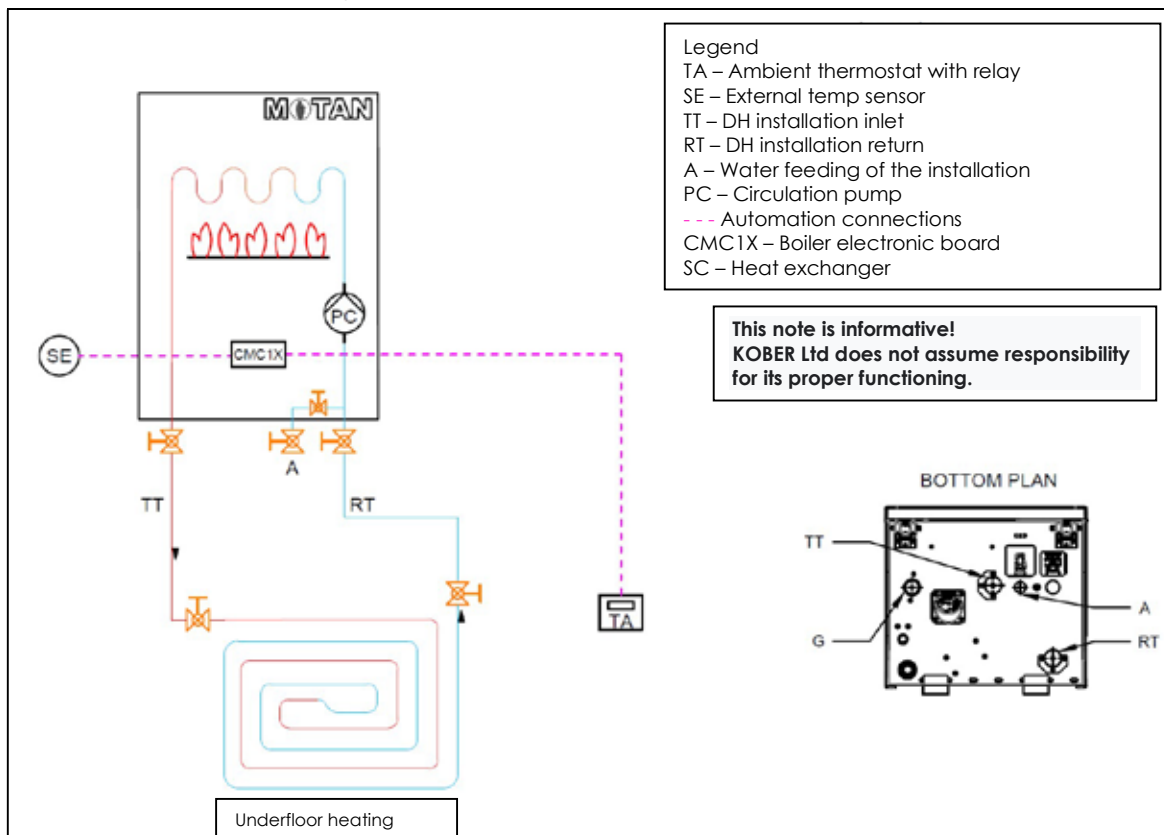 MOTAN
PC
SE
CMC1X
A
TT
RT
TA
Underfloor heating
Legend
TA – Ambient thermostat with relay
SE – External temp sensor
TT – DH installation inlet
RT – DH installation return
A – Water feeding of the installation
PC – Circulation pump
- - - Automation connections
CMC1X – Boiler electronic board
SC – Heat exchanger
This note is informative!
KOBER Ltd does not assume responsibility
for its proper functioning.
BOTTOM PLAN
TT
A
G
RT